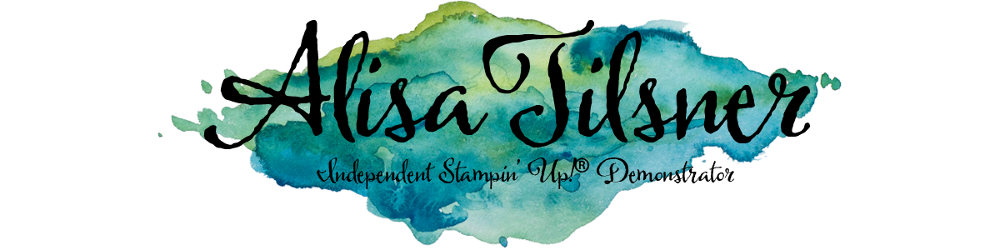 Alisa Tilsner
Independent Stampin' Up!® Demonstrator